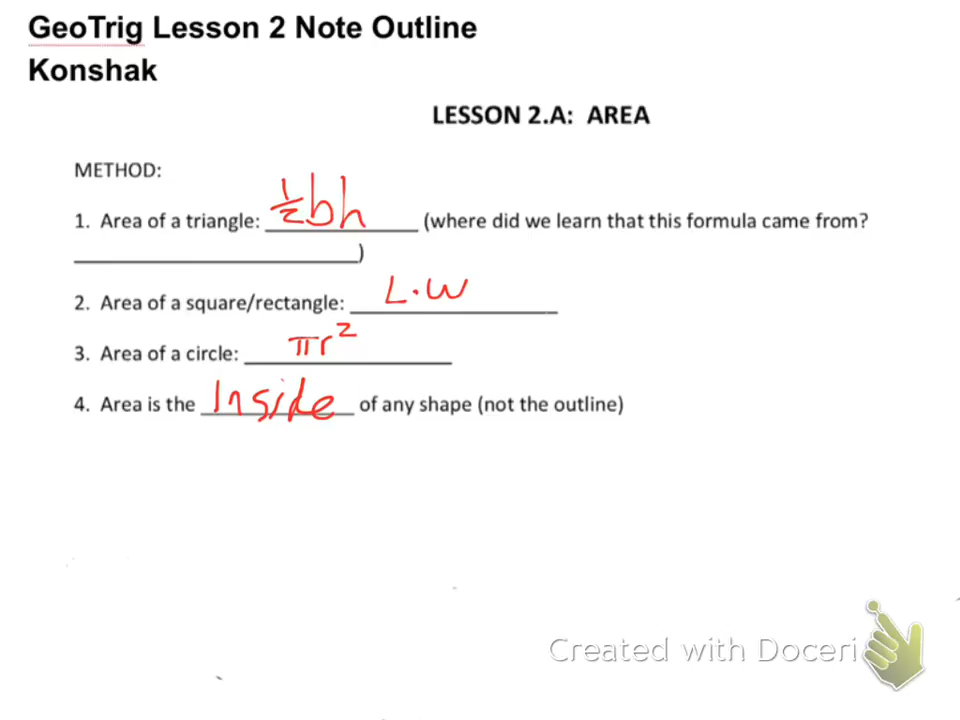 GeoTrig Lesson 2 Note Outline
Konshak
LESSON 2.A: AREA
METHOD:
1. Area of a triangle: ½bh (where did we learn that this formula came from?
)
2. Area of a square/rectangle: L·W
3. Area of a circle: πr²
4. Area is the Inside of any shape (not the outline)
Created with Doceri